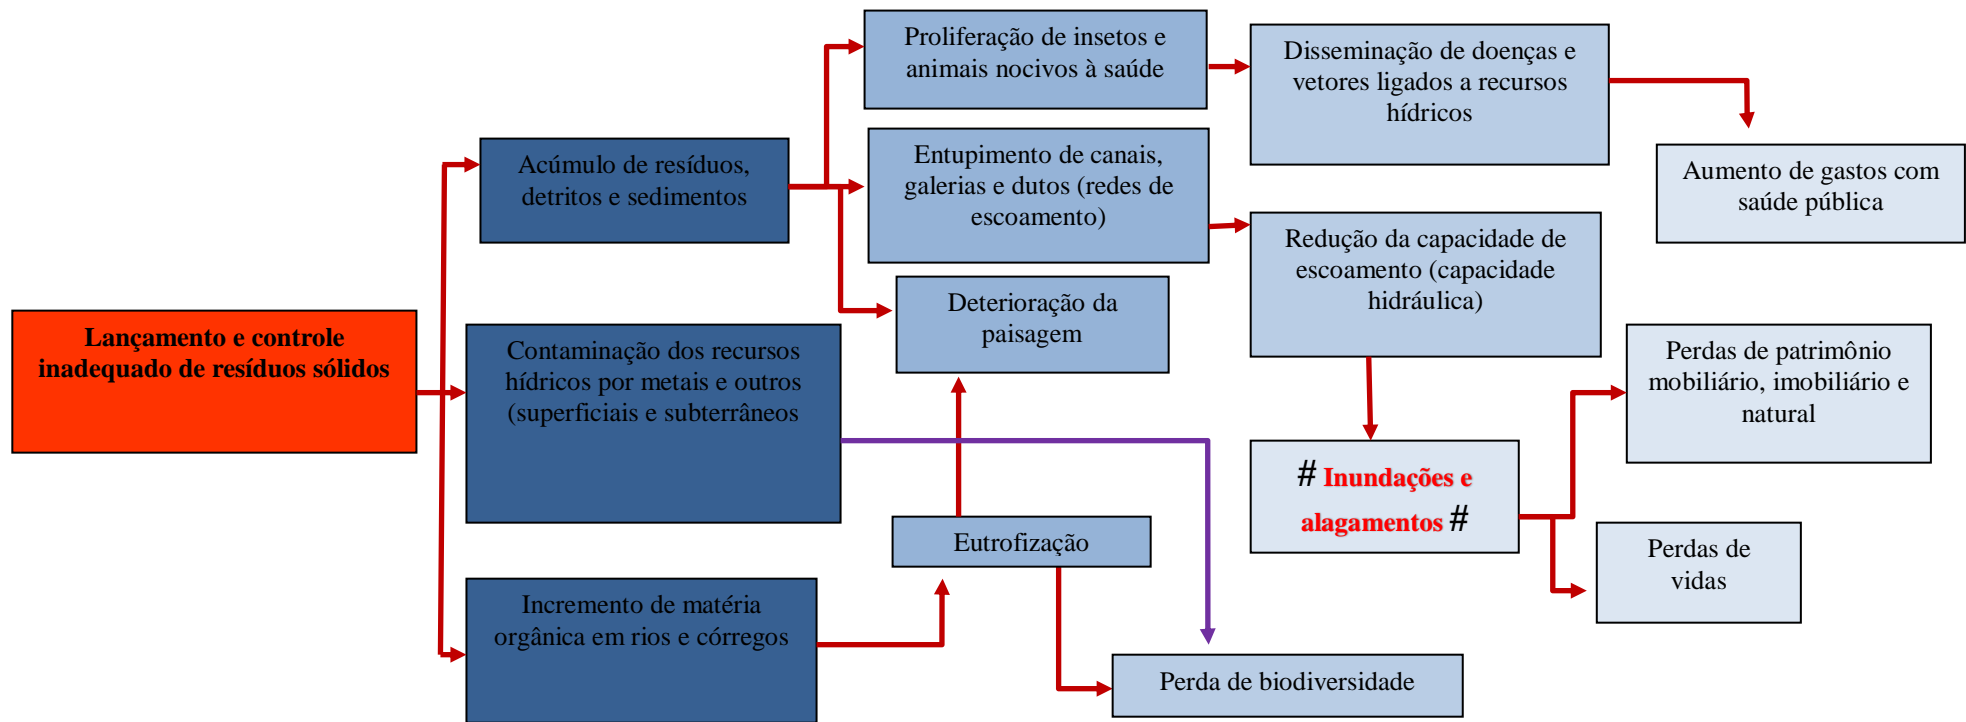 Proliferação de insetos e
animais nocivos à saúde
Disseminação de doenças e
vetores ligados a recursos
hídricos
Acúmulo de resíduos,
detritos e sedimentos
Entupimento de canais,
galerias e dutos (redes de
escoamento)
Aumento de gastos com
saúde pública
Redução da capacidade de
escoamento (capacidade
hidráulica)
Deterioração da
paisagem
Lançamento e controle
inadequado de resíduos sólidos
Contaminação dos recursos
hídricos por metais e outros
(superficiais e subterrâneos
Perdas de patrimônio
mobiliário, imobiliário e
natural
# Inundações e
alagamentos #
Eutrofização
Perdas de
vidas
Incremento de matéria
orgânica em rios e córregos
Perda de biodiversidade